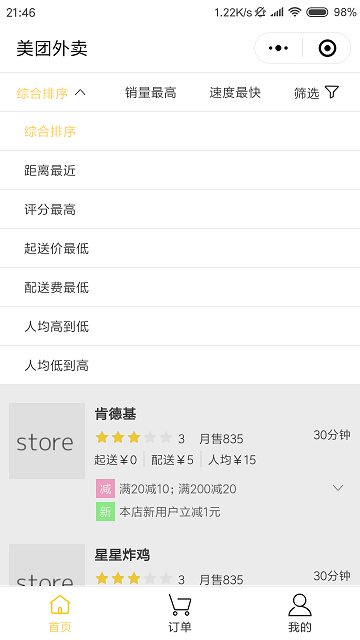 21:46 1.22K/s 98%
美团外卖
综合排序 销量最高 速度最快 筛选
综合排序
距离最近
评分最高
起送价最低
配送费最低
人均高到低
人均低到高
store
肯德基
3 月售835 30分钟
起送￥0 配送￥5 人均￥15
减 满20减10；满200减20
新 本店新用户立减1元
store
星星炸鸡
3 月售835 30分钟
首页 订单 我的